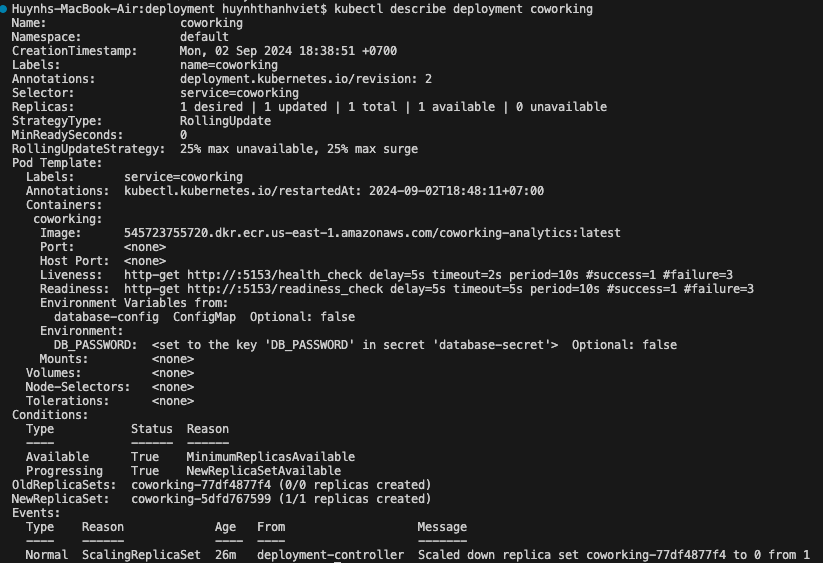 Huynhs-MacBook-Air:deployment huynhthanhviet$ kubectl describe deployment coworking
Name:                   coworking
Namespace:              default
CreationTimestamp:      Mon, 02 Sep 2024 18:38:51 +0700
Labels:                 name=coworking
Annotations:            deployment.kubernetes.io/revision: 2
Selector:               service=coworking
Replicas:               1 desired | 1 updated | 1 total | 1 available | 0 unavailable
StrategyType:           RollingUpdate
MinReadySeconds:        0
RollingUpdateStrategy:  25% max unavailable, 25% max surge
Pod Template:
  Labels:       service=coworking
  Annotations:  kubectl.kubernetes.io/restartedAt: 2024-09-02T18:48:11+07:00
  Containers:
   coworking:
    Image:      545723755720.dkr.ecr.us-east-1.amazonaws.com/coworking-analytics:latest
    Port:       <none>
    Host Port:  <none>
    Liveness:   http-get http://:5153/health_check delay=5s timeout=2s period=10s #success=1 #failure=3
    Readiness:  http-get http://:5153/readiness_check delay=5s timeout=5s period=10s #success=1 #failure=3
    Environment Variables from:
      database-config  ConfigMap  Optional: false
    Environment:
      DB_PASSWORD:  <set to the key 'DB_PASSWORD' in secret 'database-secret'>  Optional: false
    Mounts:         <none>
  Volumes:          <none>
  Node-Selectors:   <none>
  Tolerations:      <none>
Conditions:
  Type           Status  Reason
  ----           ------  ------
  Available      True    MinimumReplicasAvailable
  Progressing    True    NewReplicaSetAvailable
OldReplicaSets:  coworking-77df4877f4 (0/0 replicas created)
NewReplicaSet:   coworking-5dfd767599 (1/1 replicas created)
Events:
  Type    Reason             Age   From                   Message
  ----    ------             ----  ----                   -------
  Normal  ScalingReplicaSet  26m   deployment-controller  Scaled down replica set coworking-77df4877f4 to 0 from 1